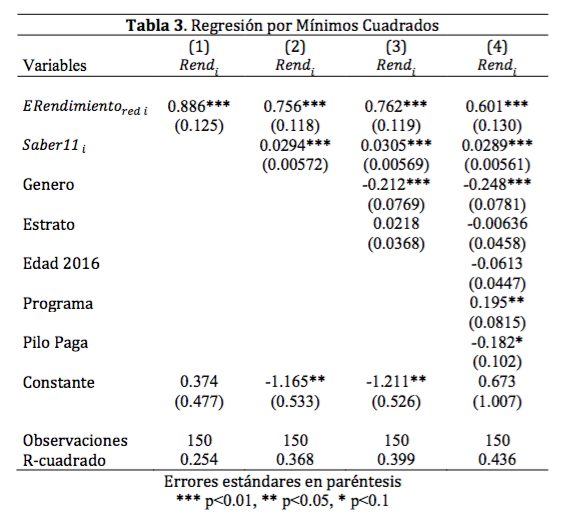 Tabla 3. Regresión por Mínimos Cuadrados
(1) (2) (3) (4)
Variables Rend i Rend i Rend i Rend i
ERendimiento red i 0.886*** 0.756*** 0.762*** 0.601***
(0.125) (0.118) (0.119) (0.130)
Saber11 i 0.0294*** 0.0305*** 0.0289***
(0.00572) (0.00569) (0.00561)
Genero -0.212*** -0.248***
(0.0769) (0.0781)
Estrato 0.0218 -0.00636
(0.0368) (0.0458)
Edad 2016 -0.0613
(0.0447)
Programa 0.195**
(0.0815)
Pilo Paga -0.182*
(0.102)
Constante 0.374 -1.165** -1.211** 0.673
(0.477) (0.533) (0.526) (1.007)
Observaciones 150 150 150 150
R-cuadrado 0.254 0.368 0.399 0.436
Errores estándares en paréntesis
*** p<0.01, ** p<0.05, * p<0.1